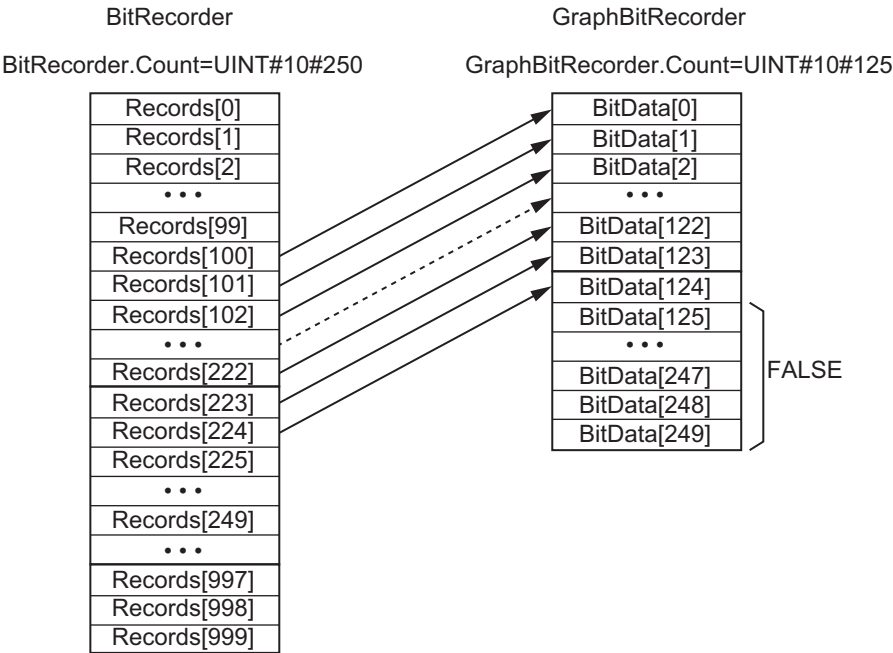 BitRecorder
BitRecorder.Count=UINT#10#250
Records[0]
Records[1]
Records[2]
• • •
Records[99]
Records[100]
Records[101]
Records[102]
• • •
Records[222]
Records[223]
Records[224]
Records[225]
• • •
Records[249]
• • •
Records[997]
Records[998]
Records[999]
GraphBitRecorder
GraphBitRecorder.Count=UINT#10#125
BitData[0]
BitData[1]
BitData[2]
• • •
BitData[122]
BitData[123]
BitData[124]
BitData[125]
• • •
BitData[247]
BitData[248]
BitData[249]
FALSE